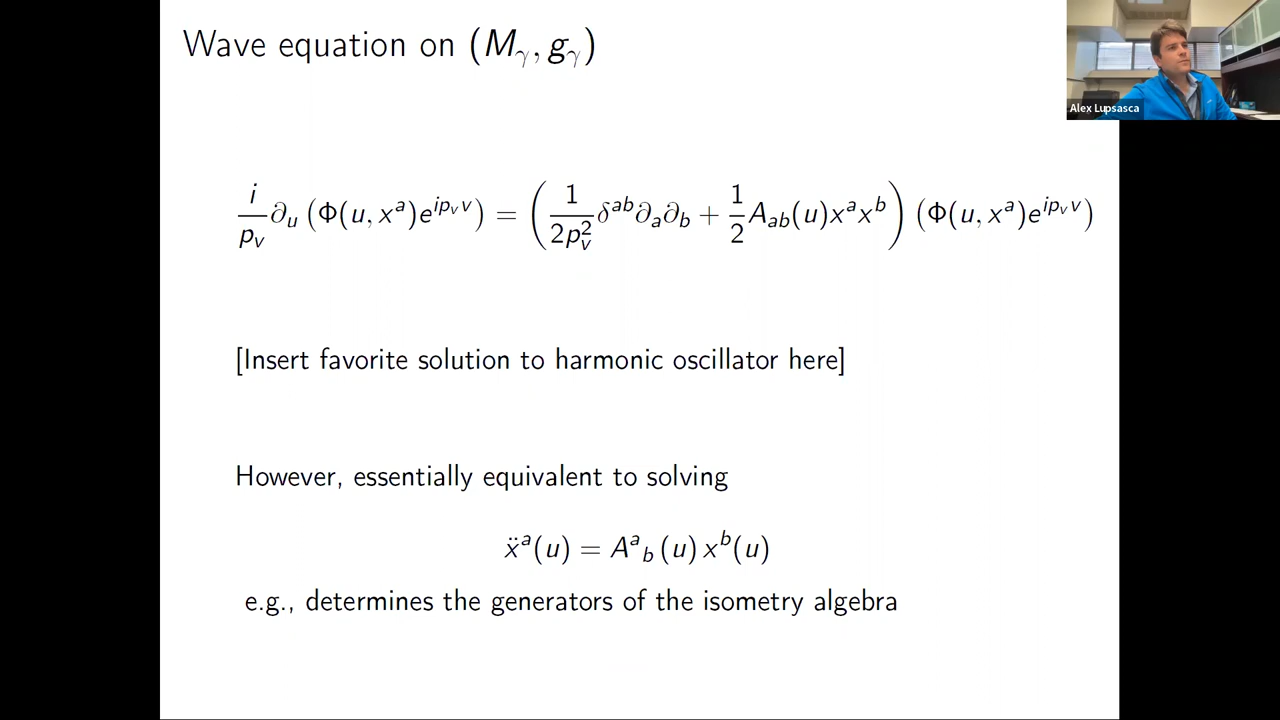 Wave equation on (M_γ, g_γ)
Alex Lupsasca
i/p_v ∂_u (Φ(u, x^a)e^{ip_v v}) = (1/(2p_v^2) δ^{ab}∂_a∂_b + 1/2 A_{ab}(u)x^a x^b) (Φ(u, x^a)e^{ip_v v})
[Insert favorite solution to harmonic oscillator here]
However, essentially equivalent to solving
ẍ^a(u) = A^a_b (u) x^b(u)
e.g., determines the generators of the isometry algebra